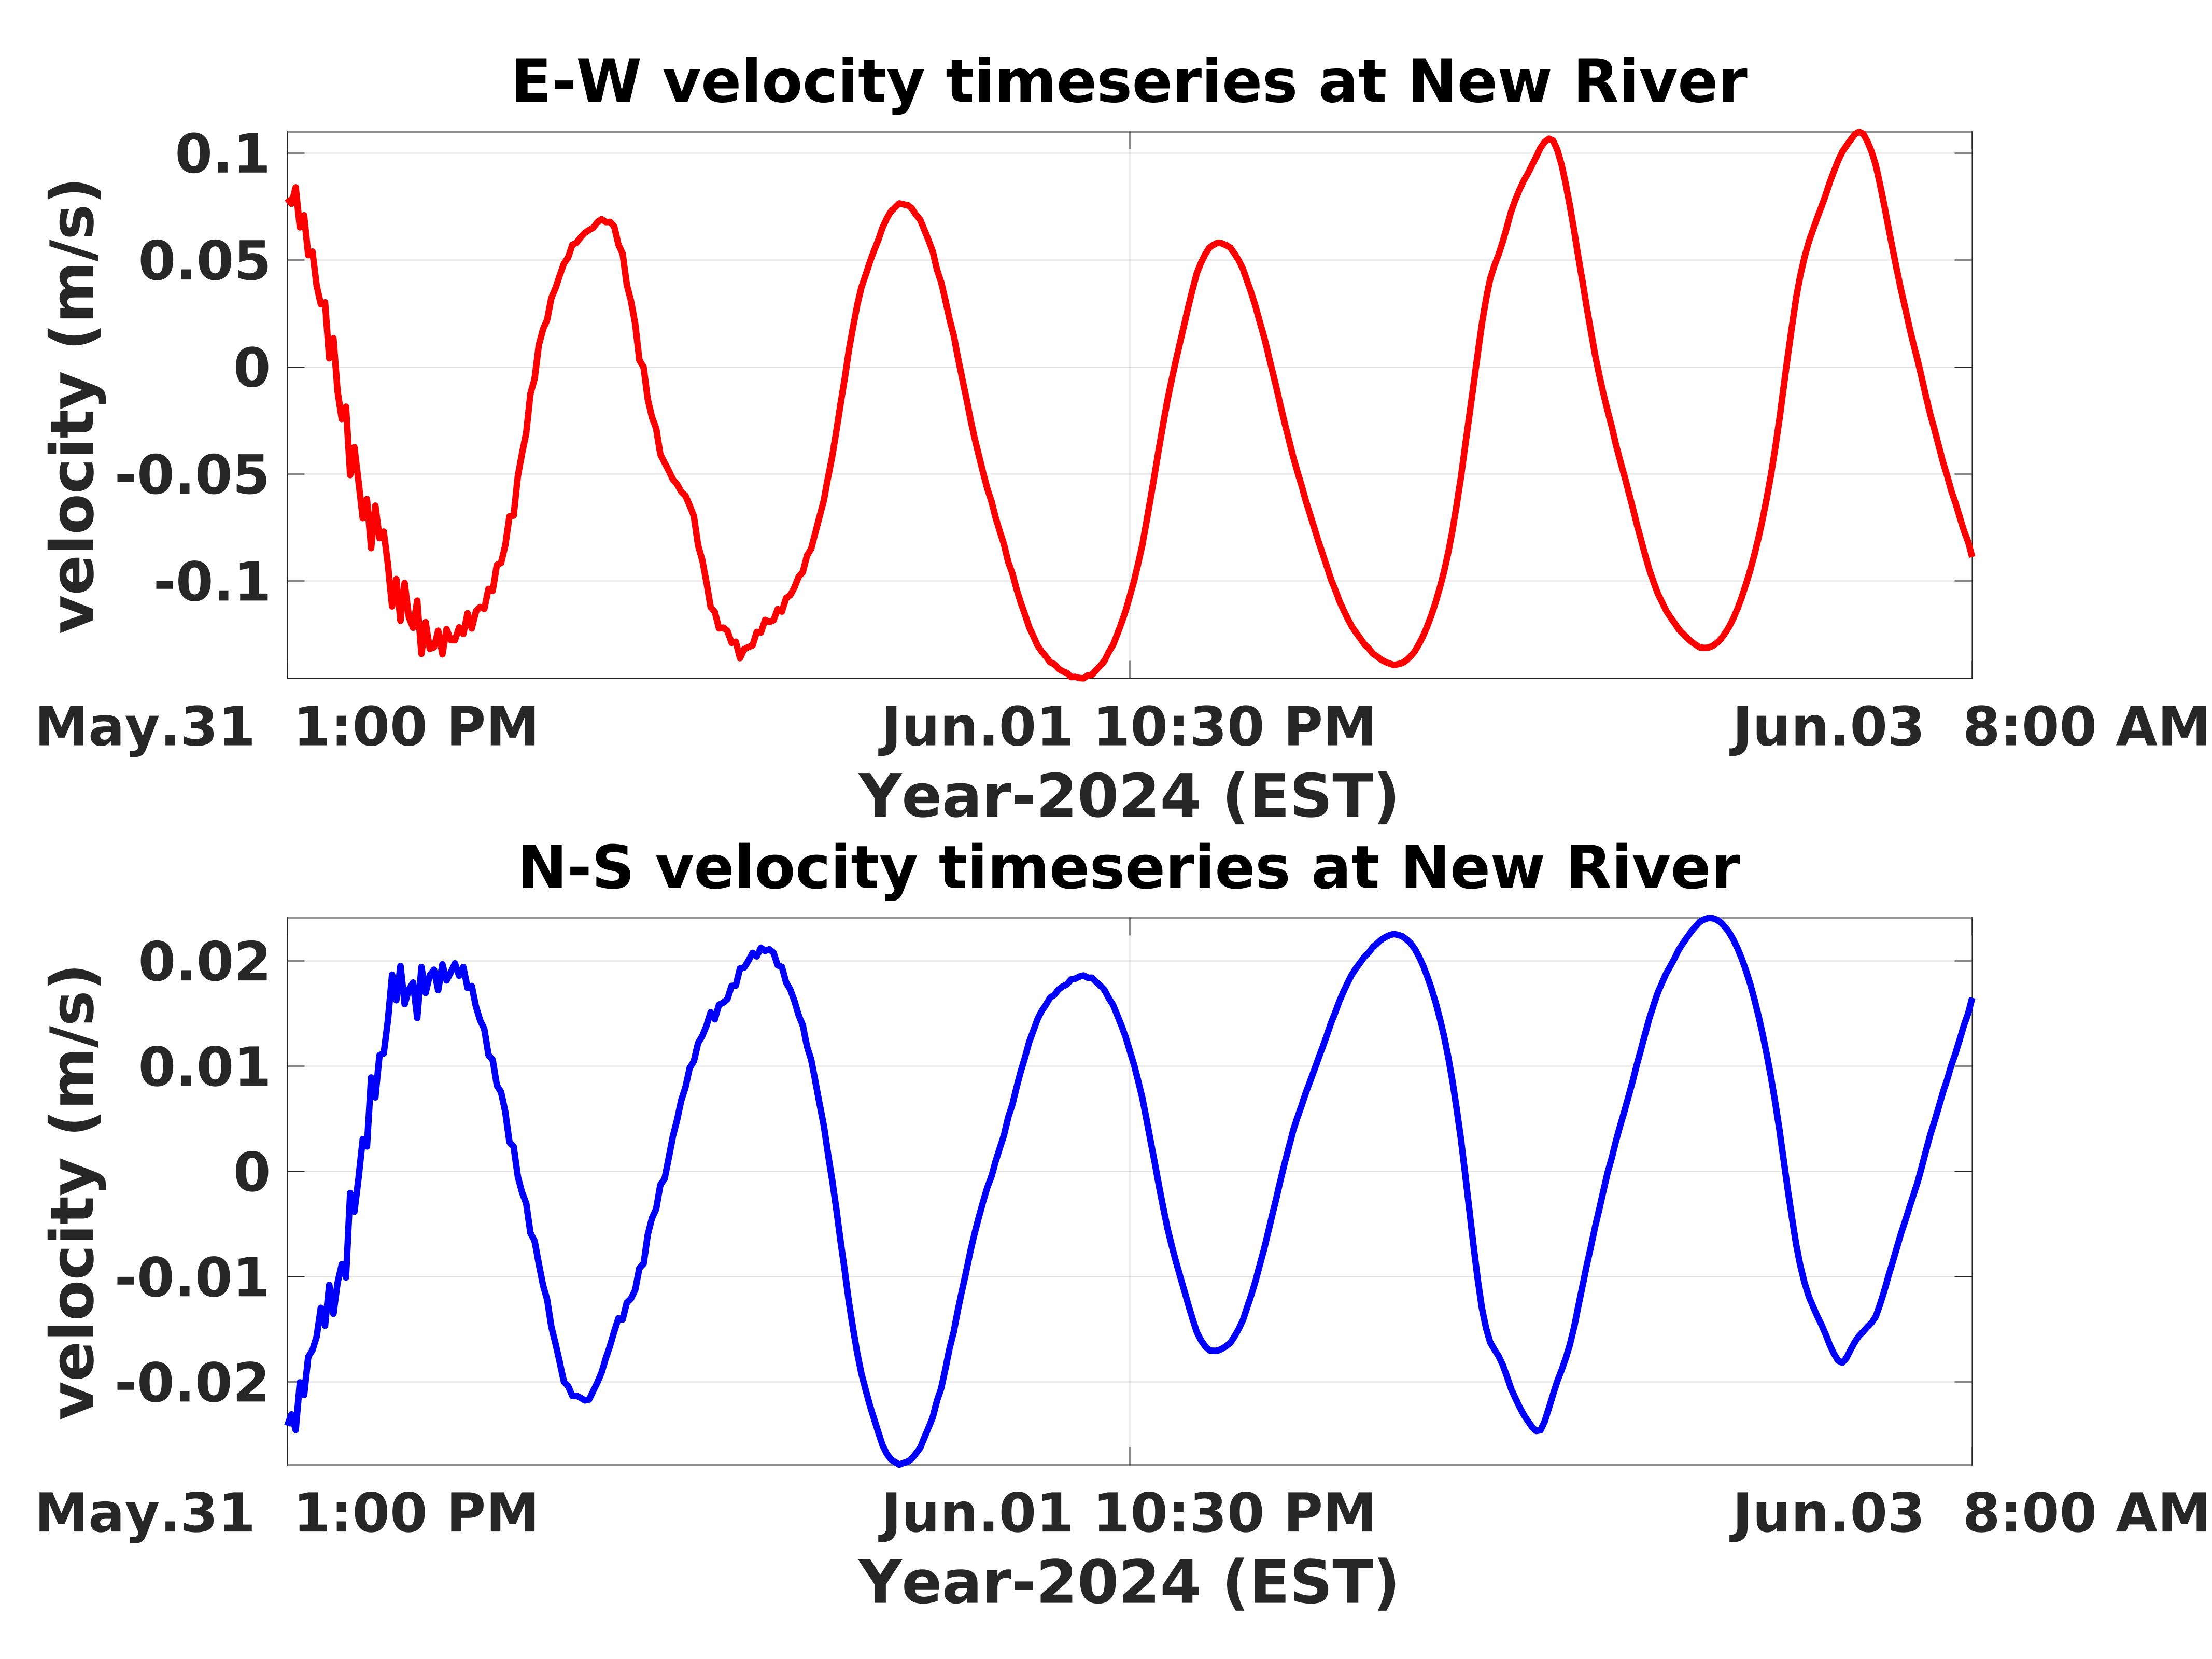 E-W velocity timeseries at New River
velocity (m/s)
0.1
0.05
0
-0.05
-0.1
May.31 1:00 PM
Jun.01 10:30 PM
Jun.03 8:00 AM
Year-2024 (EST)
N-S velocity timeseries at New River
velocity (m/s)
0.02
0.01
0
-0.01
-0.02
May.31 1:00 PM
Jun.01 10:30 PM
Jun.03 8:00 AM
Year-2024 (EST)